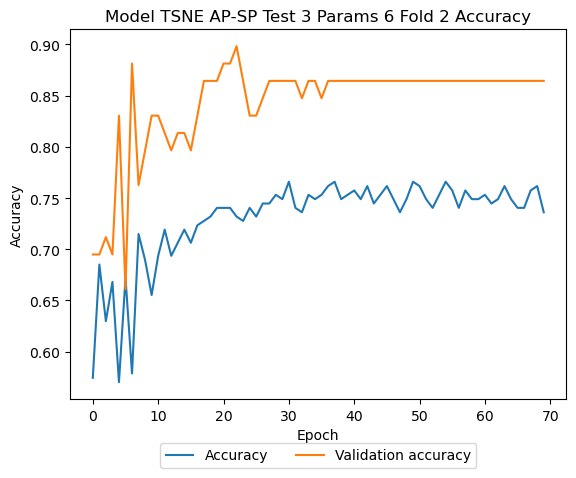 Model TSNE AP-SP Test 3 Params 6 Fold 2 Accuracy
0.90
0.85
0.80
0.75
0.70
0.65
0.60
Accuracy
0 10 20 30 40 50 60 70
Epoch
Accuracy Validation accuracy